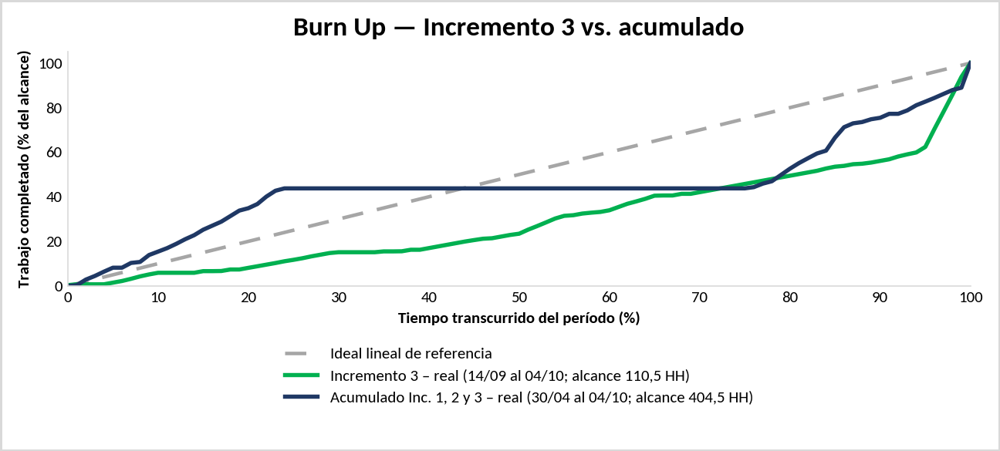 Burn Up — Incremento 3 vs. acumulado
Trabajo completado (% del alcance)
100
80
60
40
20
0
0 10 20 30 40 50 60 70 80 90 100
Tiempo transcurrido del período (%)
Ideal lineal de referencia
Incremento 3 – real (14/09 al 04/10; alcance 110,5 HH)
Acumulado Inc. 1, 2 y 3 – real (30/04 al 04/10; alcance 404,5 HH)